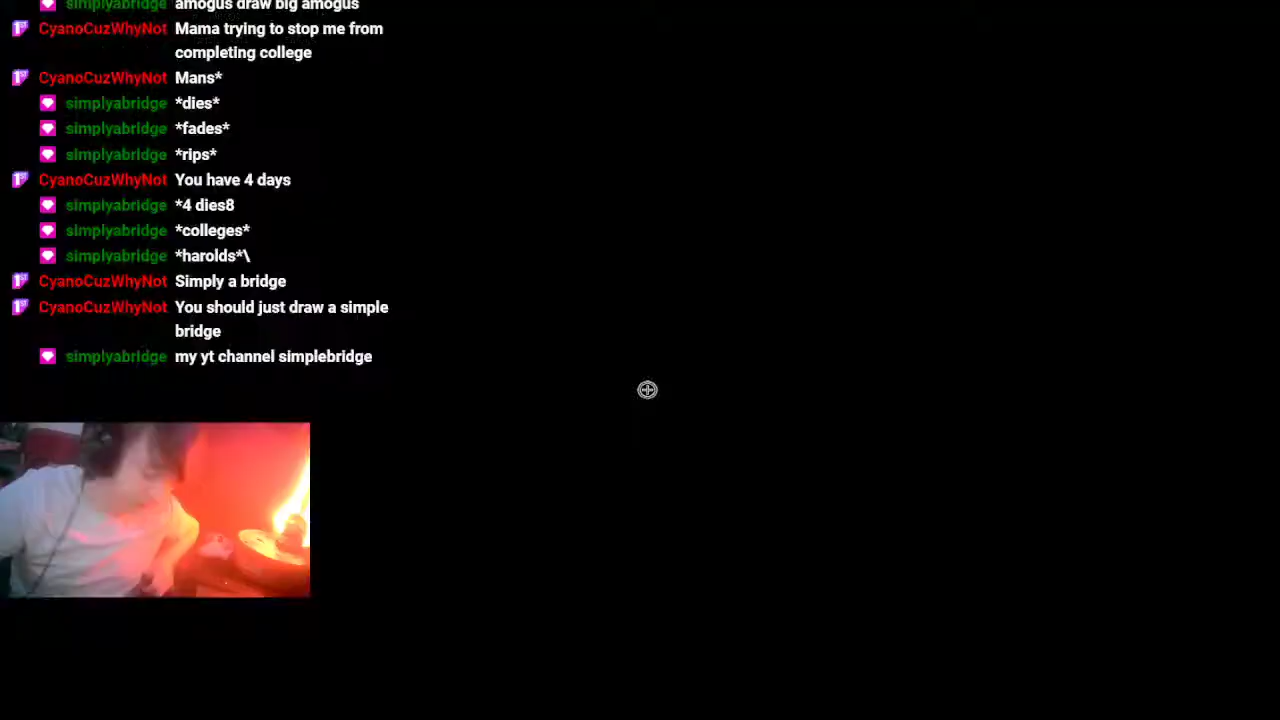 simplyabridge amogus draw big amogus
CyanoCuzWhyNot Mama trying to stop me from
completing college
CyanoCuzWhyNot Mans*
simplyabridge *dies*
simplyabridge *fades*
simplyabridge *rips*
CyanoCuzWhyNot You have 4 days
simplyabridge *4 dies8
simplyabridge *colleges*
simplyabridge *harolds*\
CyanoCuzWhyNot Simply a bridge
CyanoCuzWhyNot You should just draw a simple
bridge
simplyabridge my yt channel simplebridge